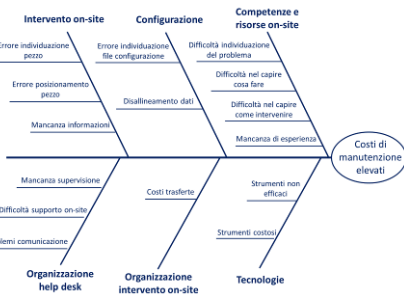 Intervento on-site
Configurazione
Competenze e
risorse on-site
Errore individuazione
pezzo
Errore posizionamento
pezzo
Mancanza informazioni
Errore individuazione
file configurazione
Disallineamento dati
Difficoltà individuazione
del problema
Difficoltà nel capire
cosa fare
Difficoltà nel capire
come intervenire
Mancanza di esperienza
Costi di
manutenzione
elevati
Mancanza supervisione
Difficoltà supporto on-site
lemi comunicazione
Costi trasferte
Strumenti non
efficaci
Strumenti costosi
Organizzazione
help desk
Organizzazione
intervento on-site
Tecnologie